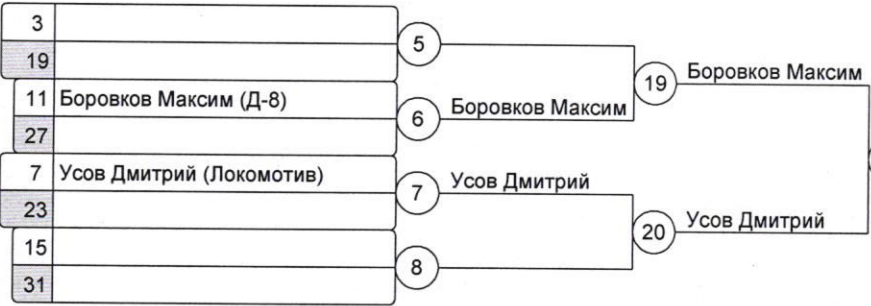 3
5
19
19 Боровков Максим
11 Боровков Максим (Д-8)
6 Боровков Максим
27
7 Усов Дмитрий (Локомотив)
7 Усов Дмитрий
23
20 Усов Дмитрий
15
8
31